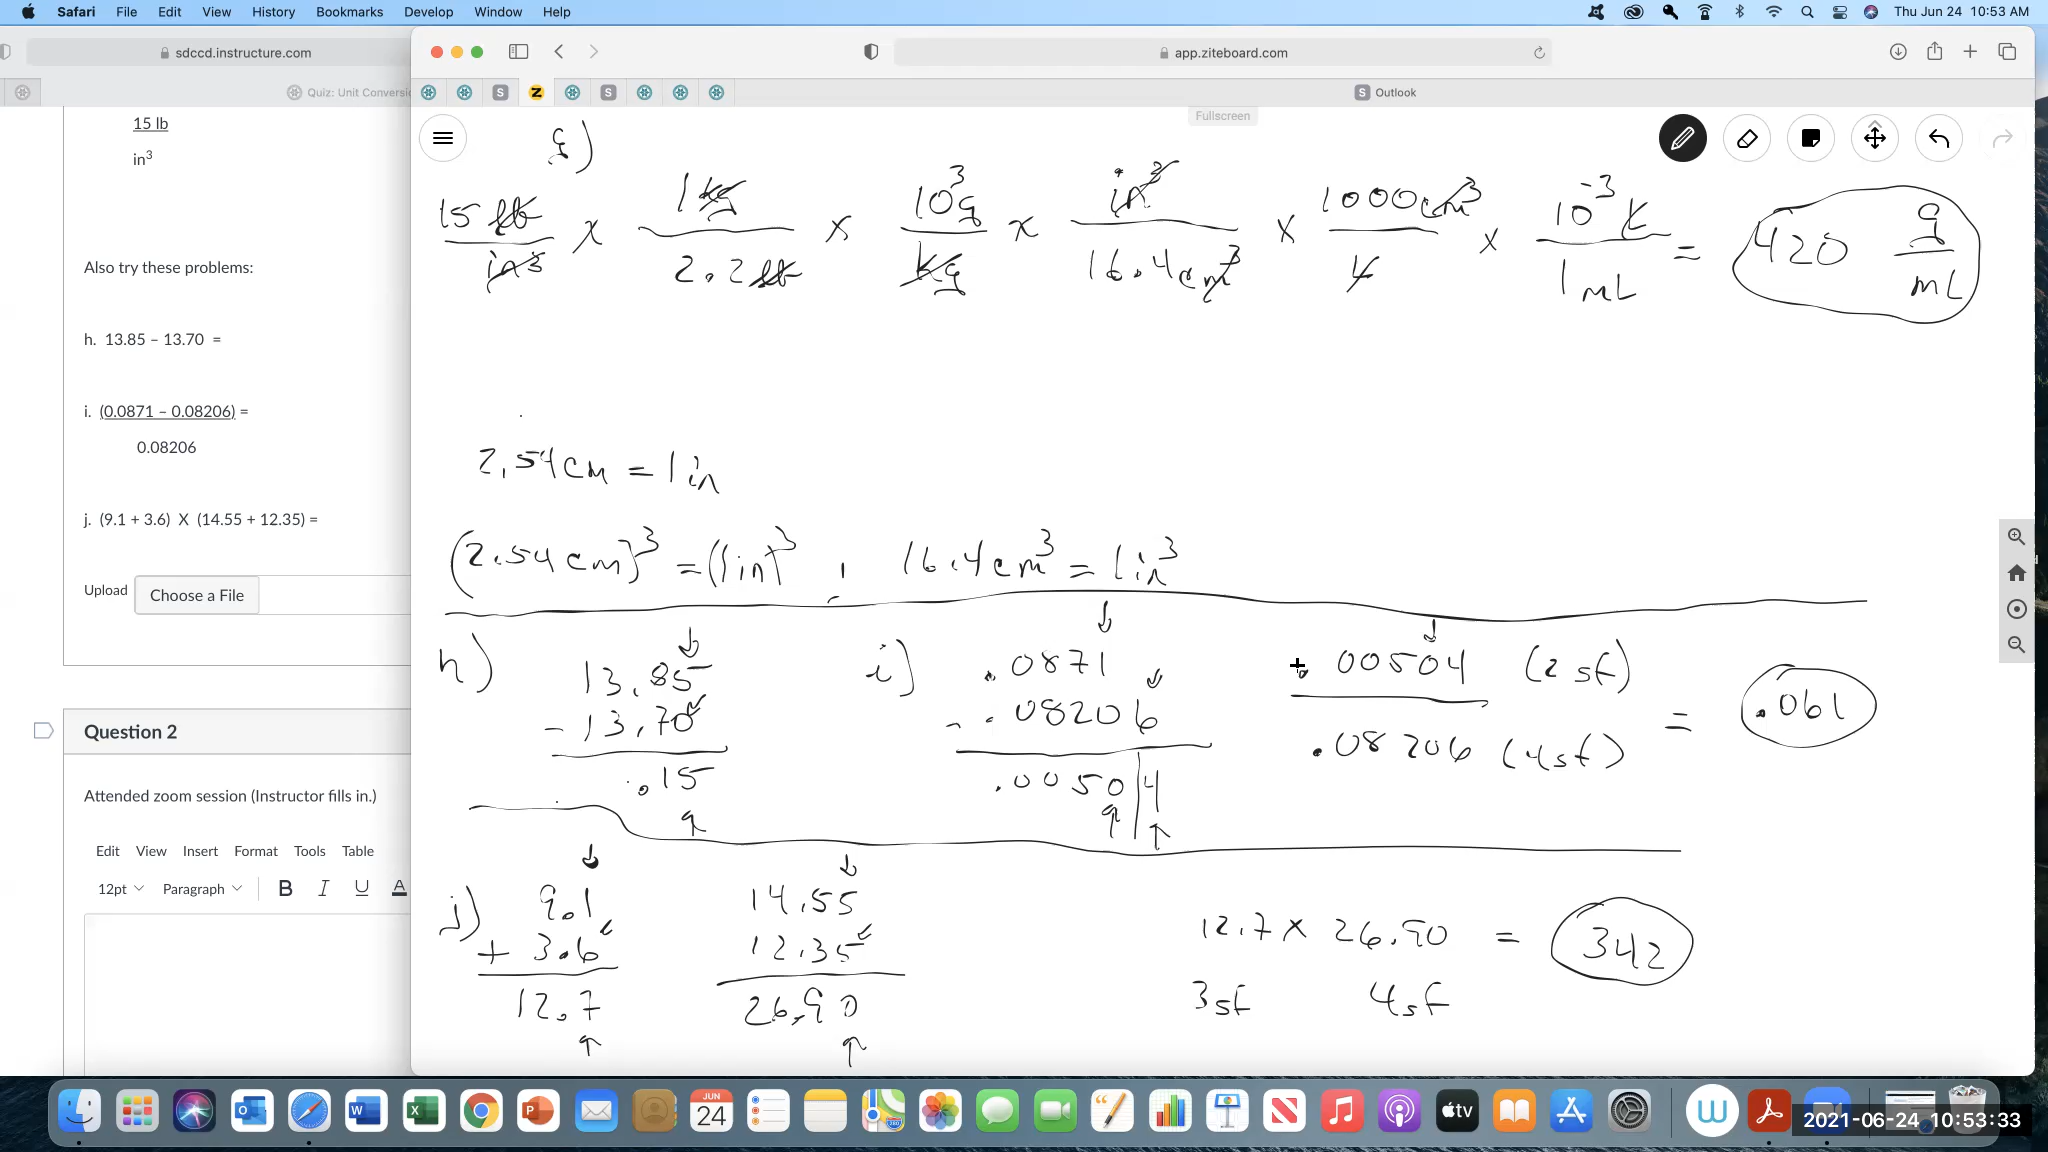 Safari File Edit View History Bookmarks Develop Window Help Thu Jun 24 10:53 AM
sdccd.instructure.com
app.ziteboard.com
Quiz: Unit Conversi
S Z S
S Outlook
Fullscreen
15 lb
in³
Also try these problems:
h. 13.85 – 13.70 =
i. (0.0871 – 0.08206) =
0.08206
j. (9.1 + 3.6) X (14.55 + 12.35) =
Upload Choose a File
Question 2
Attended zoom session (Instructor fills in.)
Edit View Insert Format Tools Table
12pt Paragraph B I U A
g)
15 lb / in³ x 1 kg / 2.2 lb x 10³ g / kg x in³ / 16.4 cm³ x 1000 cm³ / L x 10⁻³ L / 1 mL = 420 g / mL
2.54 cm = 1 in
(2.54 cm)³ = (1 in)³ ; 16.4 cm³ = 1 in³
h)
13.85
- 13.70
.15
i)
.0871
- .08206
.00504
.00504 (2 sf)
.08206 (4 sf)
= .061
j)
9.1
+ 3.6
12.7
14.55
12.35
26.90
12.7 x 26.90 = 342
3 sf 4 sf
JUN
24
tv
2021-06-24 10:53:33